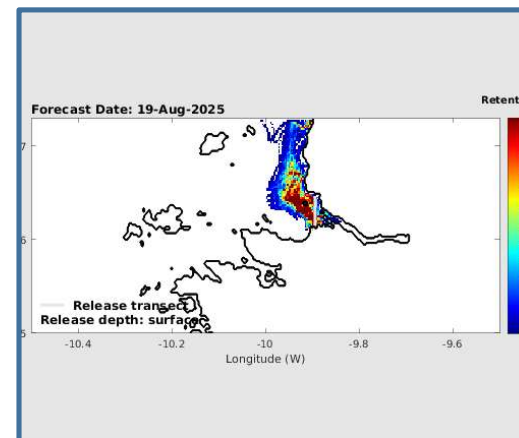 Retent
Forecast Date: 19-Aug-2025
7
6
Release transect
Release depth: surface
5
-10.4 -10.2 -10 -9.8 -9.6
Longitude (W)